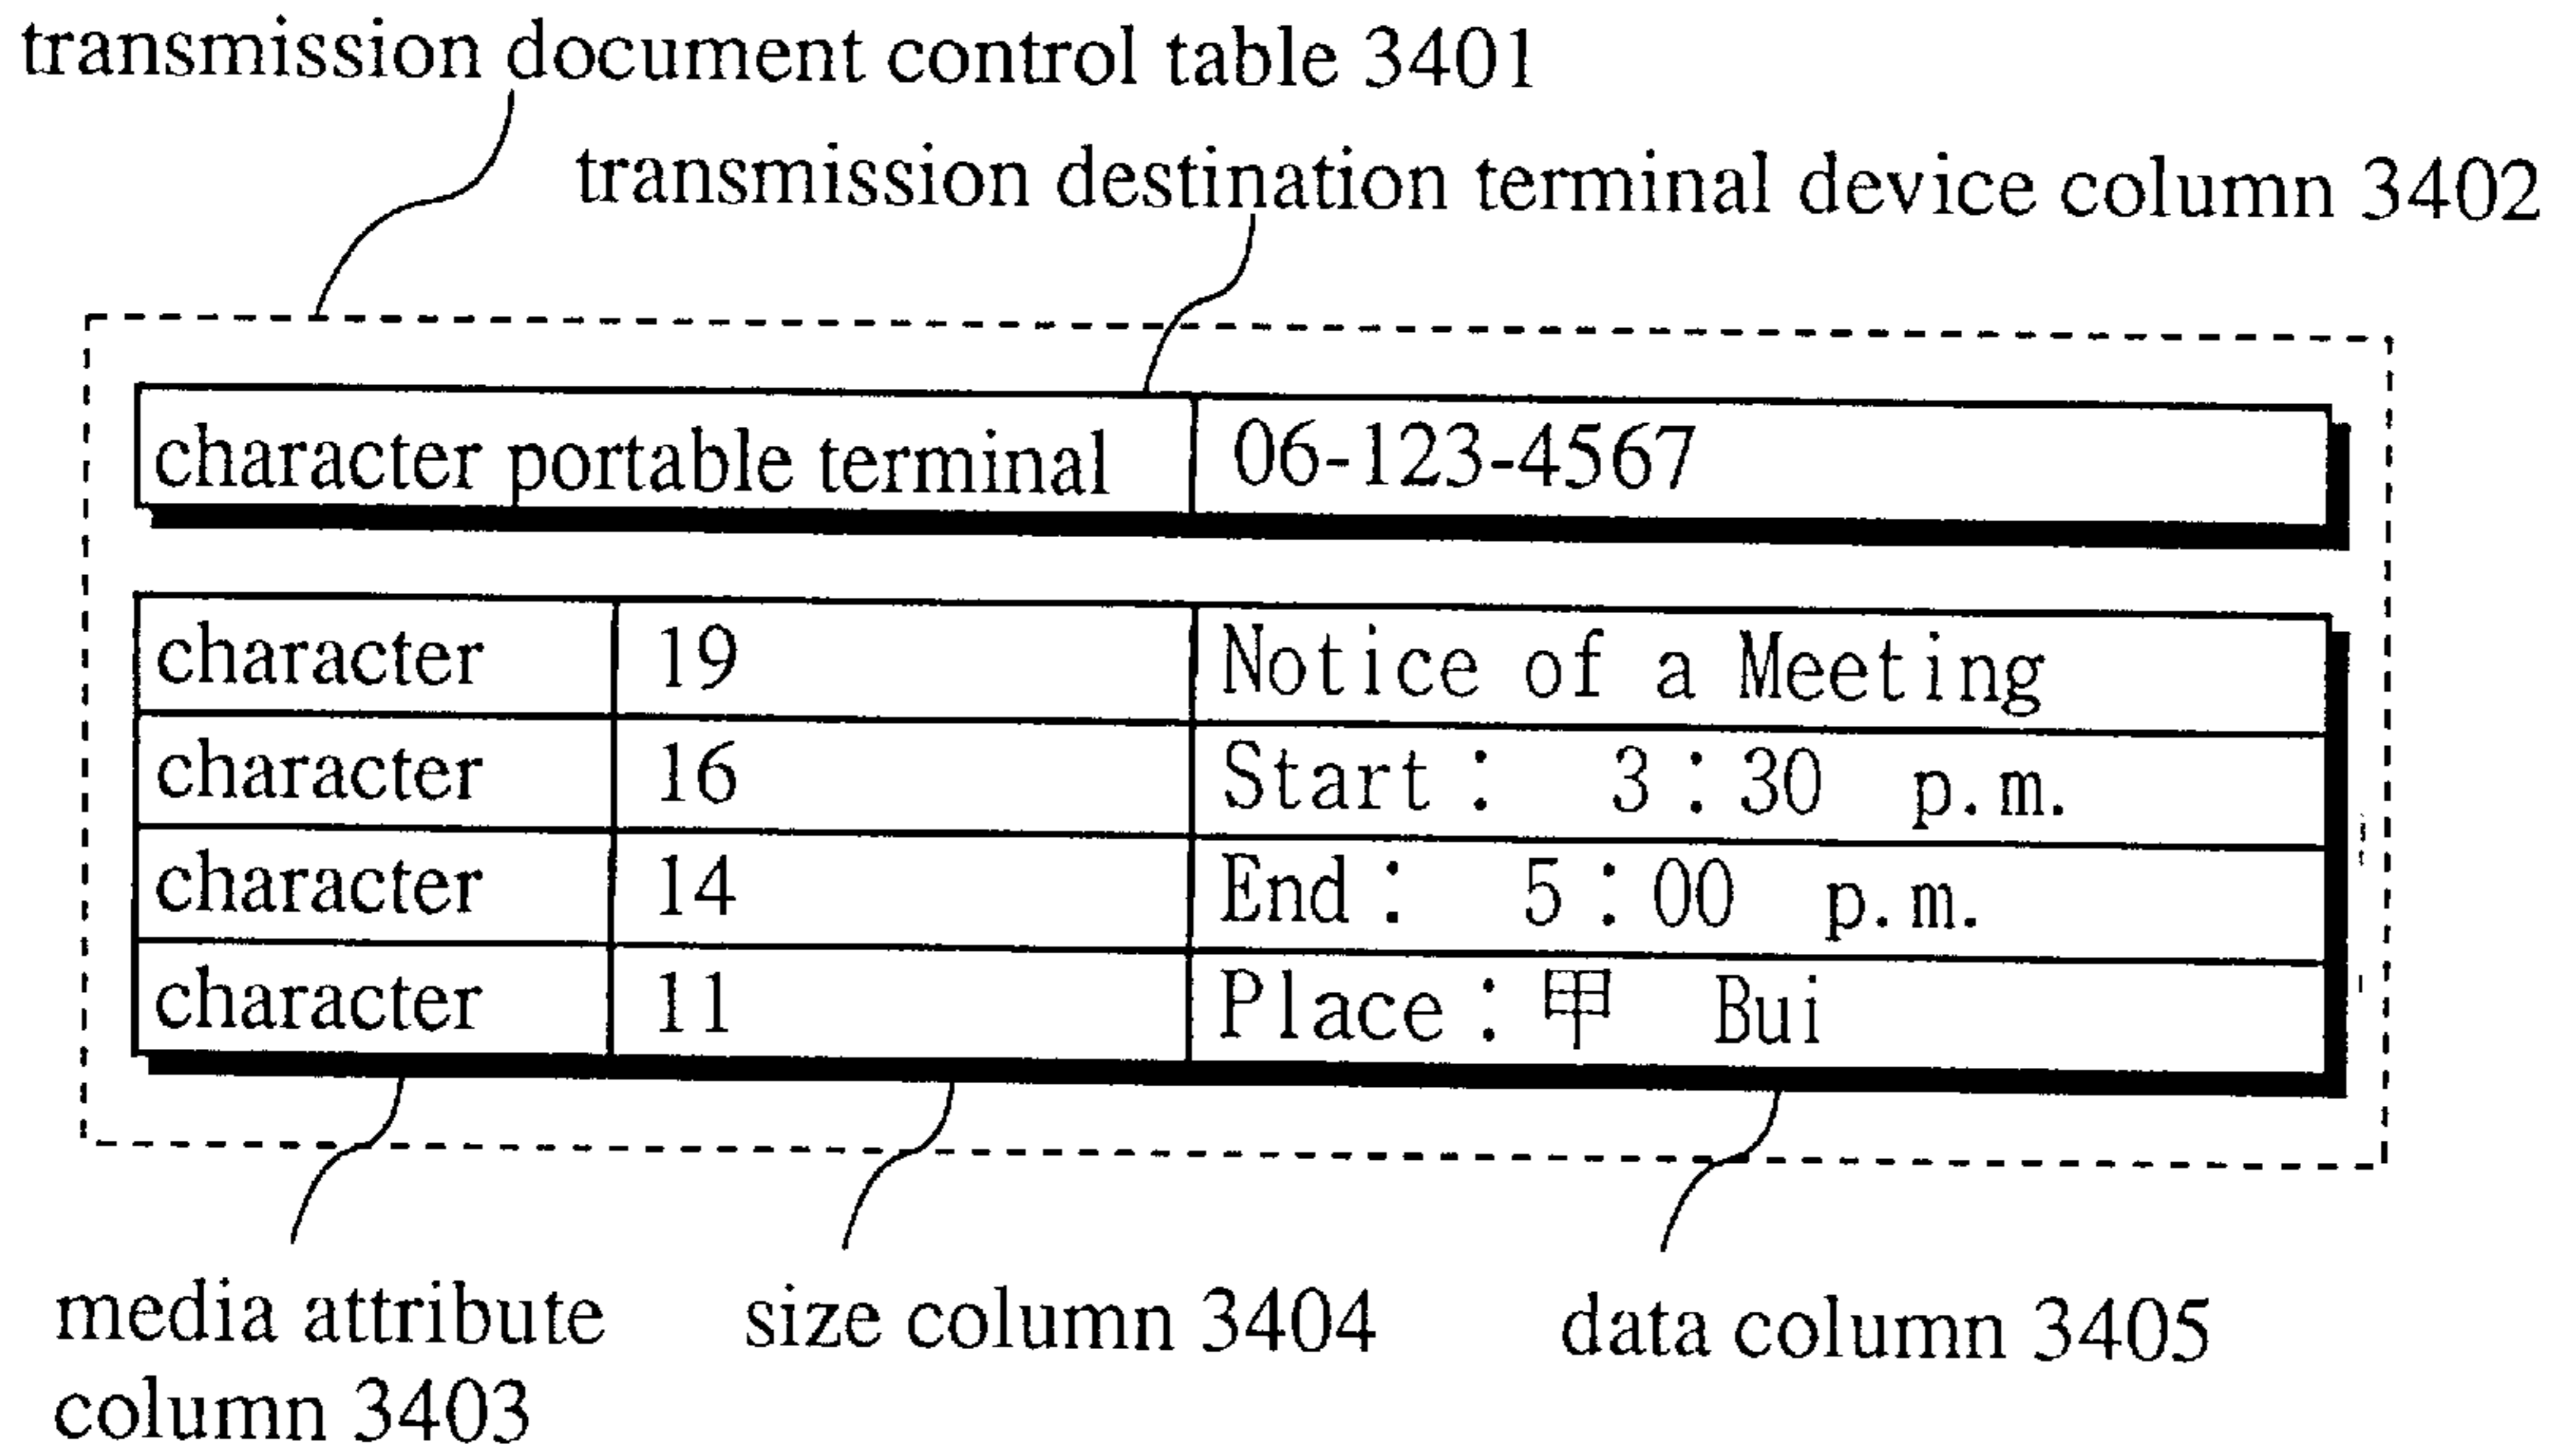 transmission document control table 3401
transmission destination terminal device column 3402
character portable terminal 06-123-4567
character 19 Notice of a Meeting
character 16 Start: 3:30 p.m.
character 14 End: 5:00 p.m.
character 11 Place:甲 Bui
media attribute column 3403
size column 3404
data column 3405